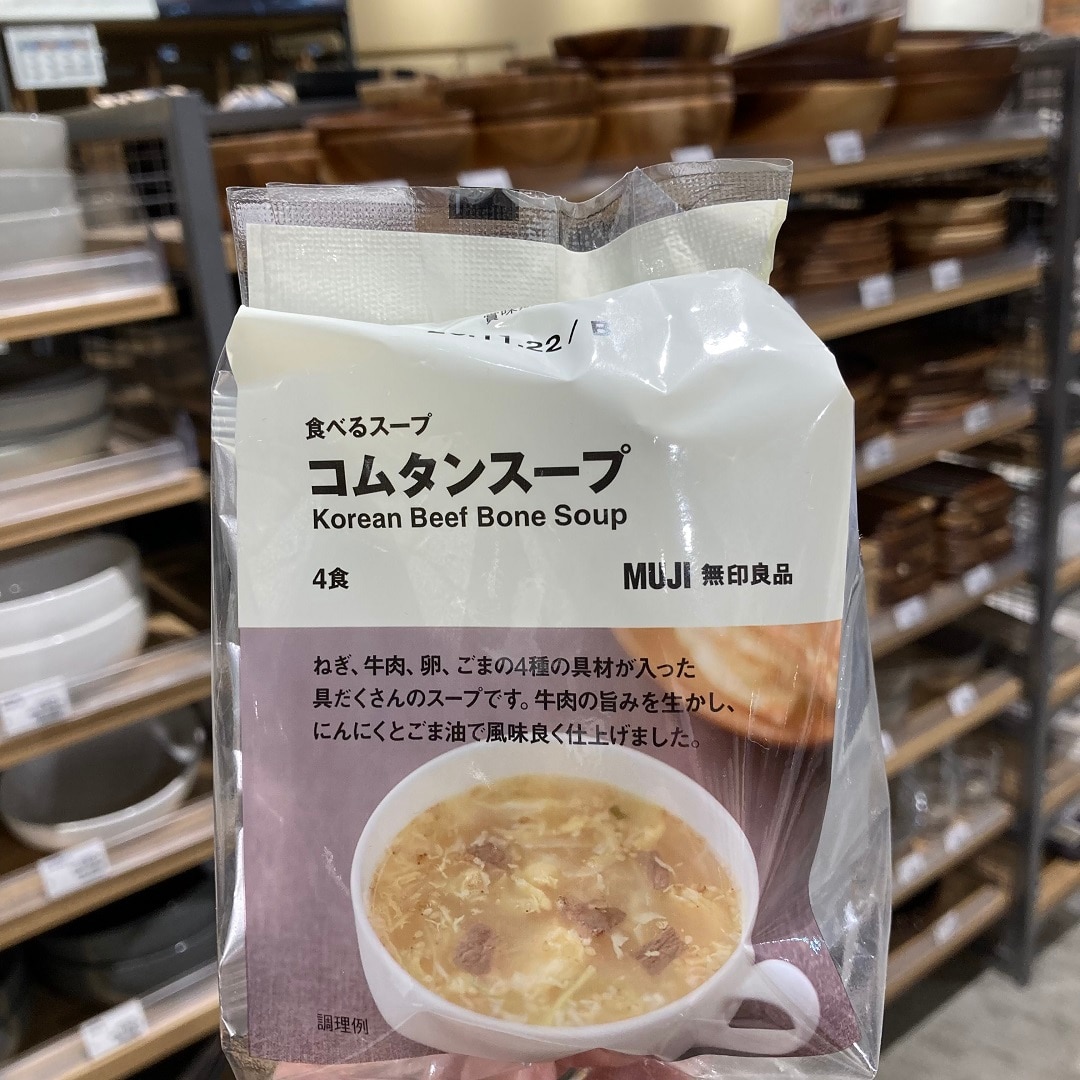 11.22/ B
食べるスープ
コムタンスープ
Korean Beef Bone Soup
4食
MUJI 無印良品
ねぎ、牛肉、卵、ごまの4種の具材が入った
具だくさんのスープです。牛肉の旨みを生かし、
にんにくとごま油で風味良く仕上げました。
調理例